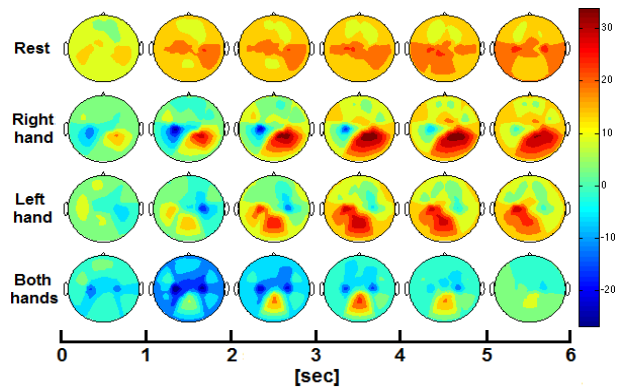 Rest
Right
hand
Left
hand
Both
hands
30
20
10
0
-10
-20
0 1 2 3 4 5 6
[sec]